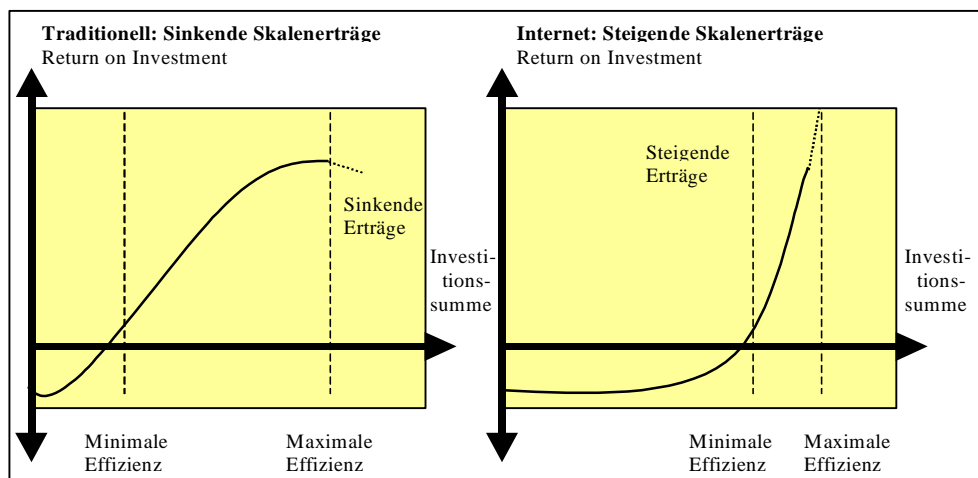 Traditionell: Sinkende Skalenerträge
Return on Investment
Sinkende
Erträge
Investi-
tions-
summe
Minimale
Effizienz
Maximale
Effizienz
Internet: Steigende Skalenerträge
Return on Investment
Steigende
Erträge
Investi-
tions-
summe
Minimale
Effizienz
Maximale
Effizienz